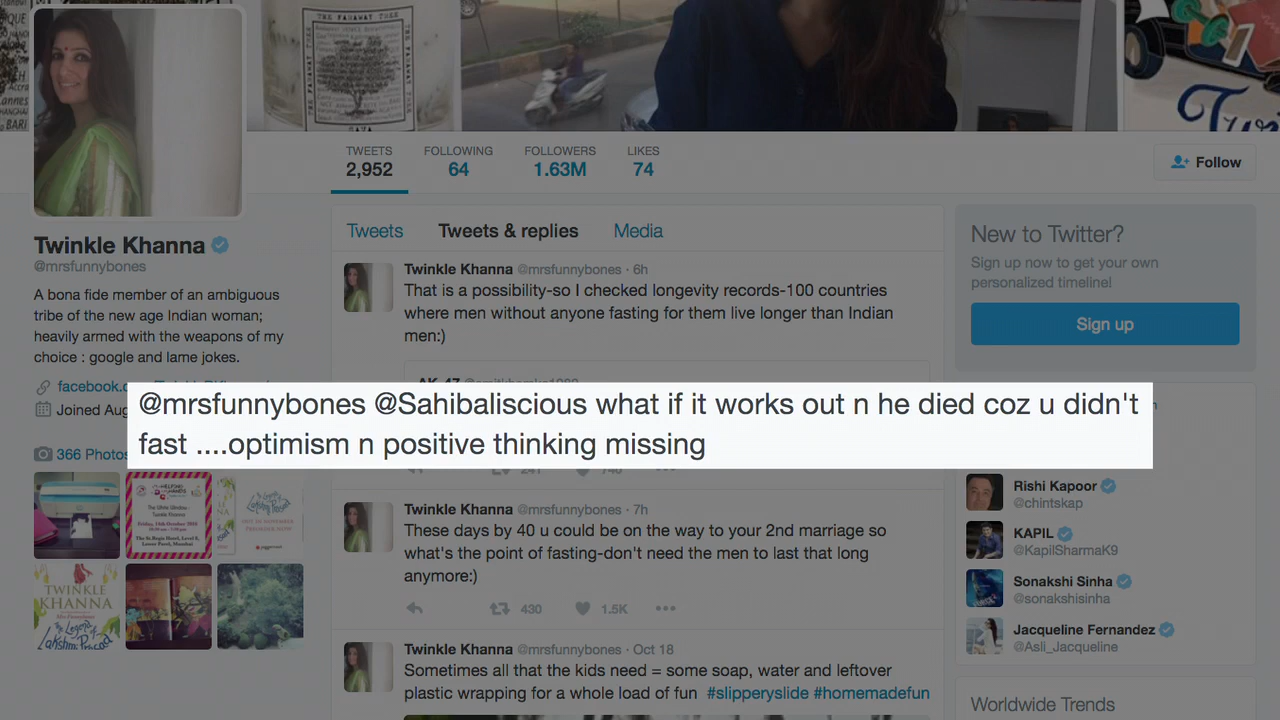 THE FARAWAY TREE
TWEETS
2,952
FOLLOWING
64
FOLLOWERS
1.63M
LIKES
74
Follow
Twinkle Khanna
@mrsfunnybones
A bona fide member of an ambiguous
tribe of the new age Indian woman;
heavily armed with the weapons of my
choice : google and lame jokes.
facebook.c
Joined Aug
366 Photos
TWINKLE
KHANNA
Tweets
Tweets & replies
Media
Twinkle Khanna @mrsfunnybones · 6h
That is a possibility-so I checked longevity records-100 countries
where men without anyone fasting for them live longer than Indian
men:)
@mrsfunnybones @Sahibaliscious what if it works out n he died coz u didn't
fast ....optimism n positive thinking missing
Twinkle Khanna @mrsfunnybones · 7h
These days by 40 u could be on the way to your 2nd marriage so
what's the point of fasting-don't need the men to last that long
anymore:)
430
1.5K
Twinkle Khanna @mrsfunnybones · Oct 18
Sometimes all that the kids need = some soap, water and leftover
plastic wrapping for a whole load of fun #slipperyslide #homemadefun
New to Twitter?
Sign up now to get your own
personalized timeline!
Sign up
Rishi Kapoor
@chintskap
KAPIL
@KapilSharmaK9
Sonakshi Sinha
@sonakshisinha
Jacqueline Fernandez
@Asli_Jacqueline
Worldwide Trends